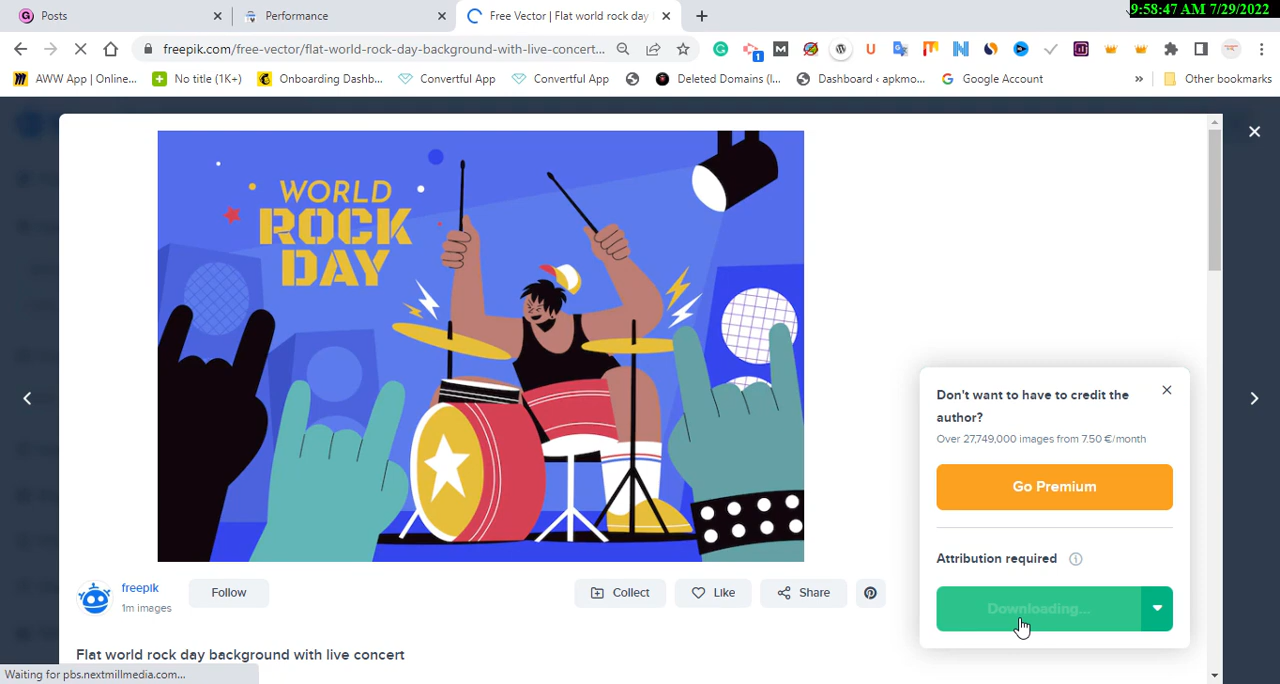 9:58:47 AM 7/29/2022
Posts
Performance
Free Vector | Flat world rock day
freepik.com/free-vector/flat-world-rock-day-background-with-live-concert...
1
AWW App | Online...
No title (1K+)
Onboarding Dashb...
Convertful App
Convertful App
Deleted Domains (l...
Dashboard ‹ apkmo...
Google Account
»
Other bookmarks
WORLD
ROCK
DAY
Don't want to have to credit the
author?
Over 27,749,000 images from 7.50 €/month
Go Premium
Attribution required
Downloading...
freepik
1m images
Follow
Collect
Like
Share
Flat world rock day background with live concert
Waiting for pbs.nextmillmedia.com...